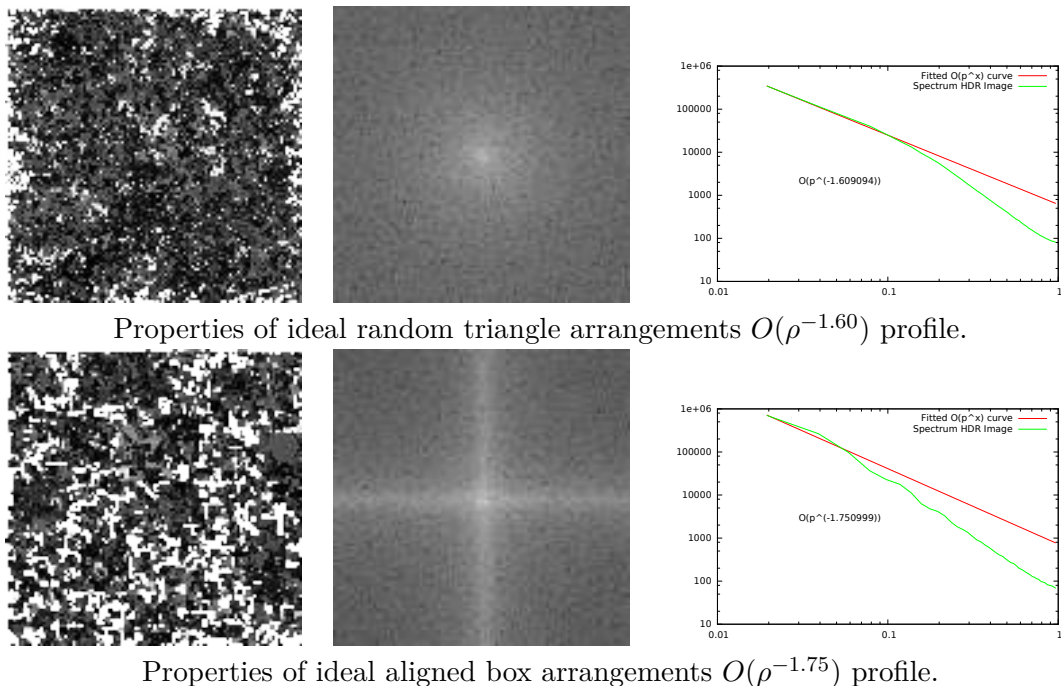 1e+06
100000
10000
1000
100
10
0.01
0.1
1
Fitted O(p^x) curve
Spectrum HDR Image
O(p^(-1.609094))
Properties of ideal random triangle arrangements O(ρ^{-1.60}) profile.
1e+06
100000
10000
1000
100
10
0.01
0.1
1
Fitted O(p^x) curve
Spectrum HDR Image
O(p^(-1.750999))
Properties of ideal aligned box arrangements O(ρ^{-1.75}) profile.